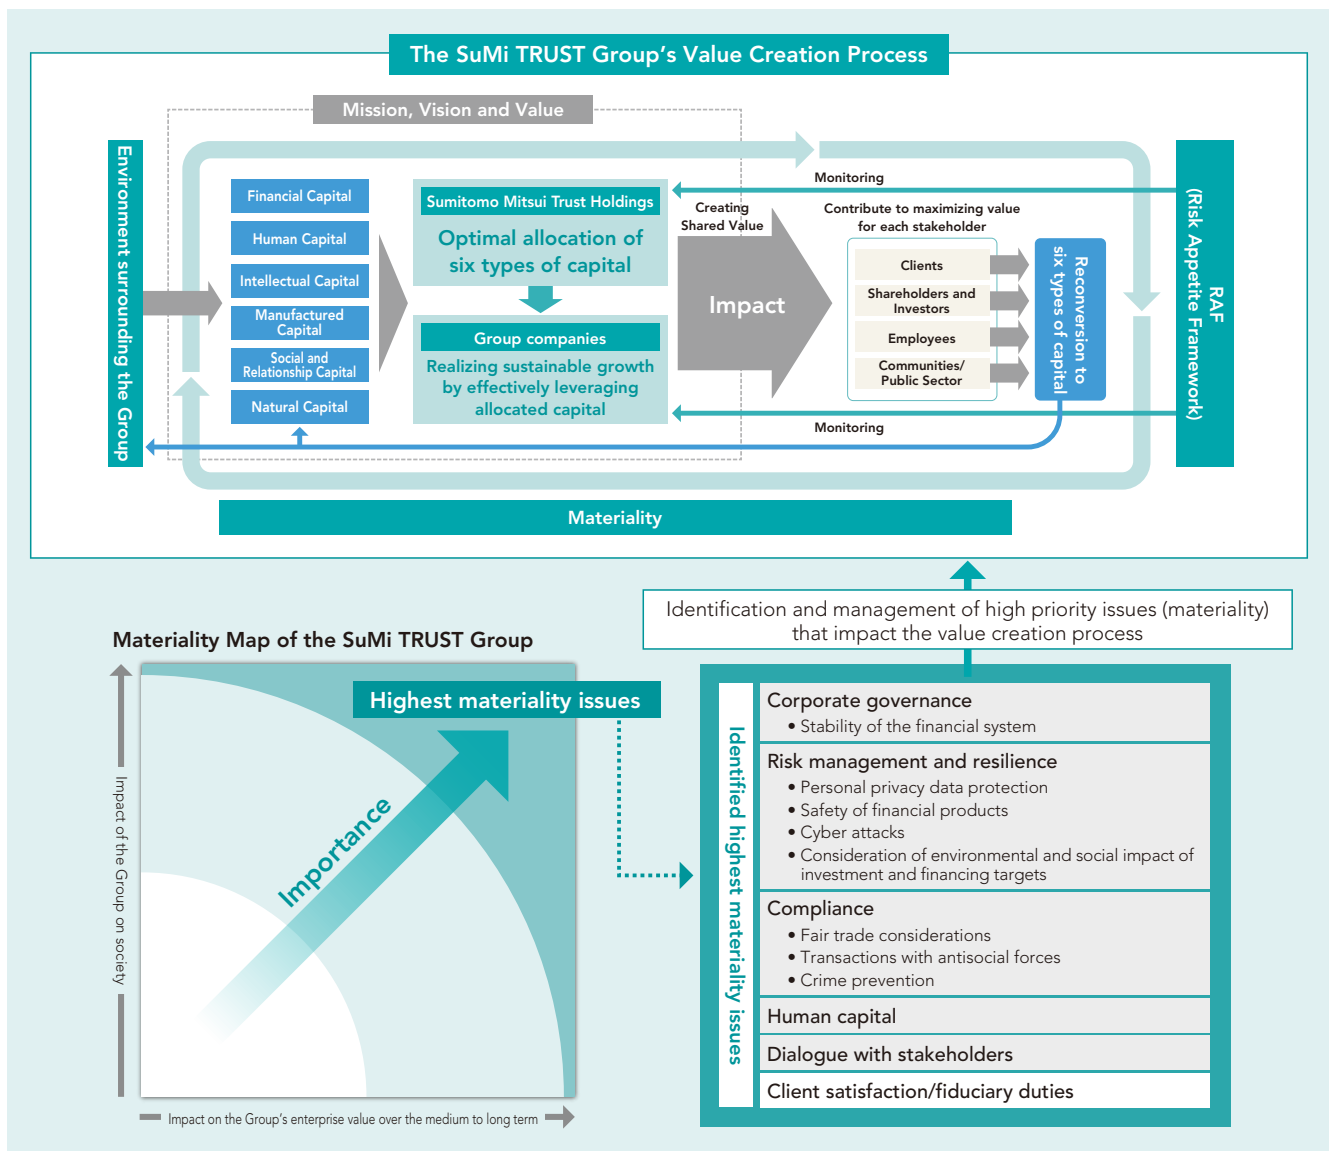 The SuMi TRUST Group's Value Creation Process
Mission, Vision and Value
Environment surrounding the Group
Financial Capital
Human Capital
Intellectual Capital
Manufactured
Capital
Social and
Relationship Capital
Natural Capital
Sumitomo Mitsui Trust Holdings
Optimal allocation of
six types of capital
Group companies
Realizing sustainable growth
by effectively leveraging
allocated capital
Creating
Shared Value
Impact
Monitoring
Contribute to maximizing value
for each stakeholder
Clients
Shareholders and
Investors
Employees
Communities/
Public Sector
Reconversion to
six types of capital
Monitoring
RAF
(Risk Appetite Framework)
Materiality
Identification and management of high priority issues (materiality)
that impact the value creation process
Materiality Map of the SuMi TRUST Group
Highest materiality issues
Importance
Impact of the Group on society
Impact on the Group's enterprise value over the medium to long term
Identified highest materiality issues
Corporate governance
• Stability of the financial system
Risk management and resilience
• Personal privacy data protection
• Safety of financial products
• Cyber attacks
• Consideration of environmental and social impact of
investment and financing targets
Compliance
• Fair trade considerations
• Transactions with antisocial forces
• Crime prevention
Human capital
Dialogue with stakeholders
Client satisfaction/fiduciary duties